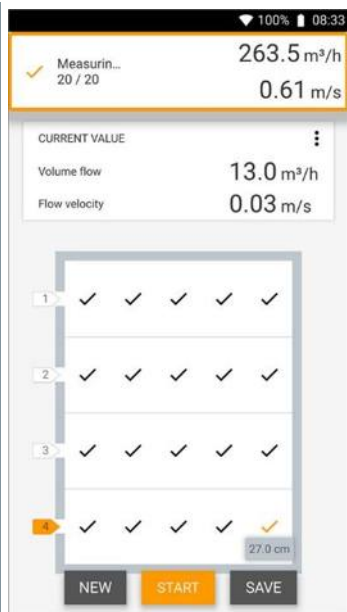 100% 08:33
Measurin... 263.5 m³/h
20 / 20 0.61 m/s
CURRENT VALUE
Volume flow 13.0 m³/h
Flow velocity 0.03 m/s
1
2
3
4
27.0 cm
NEW START SAVE